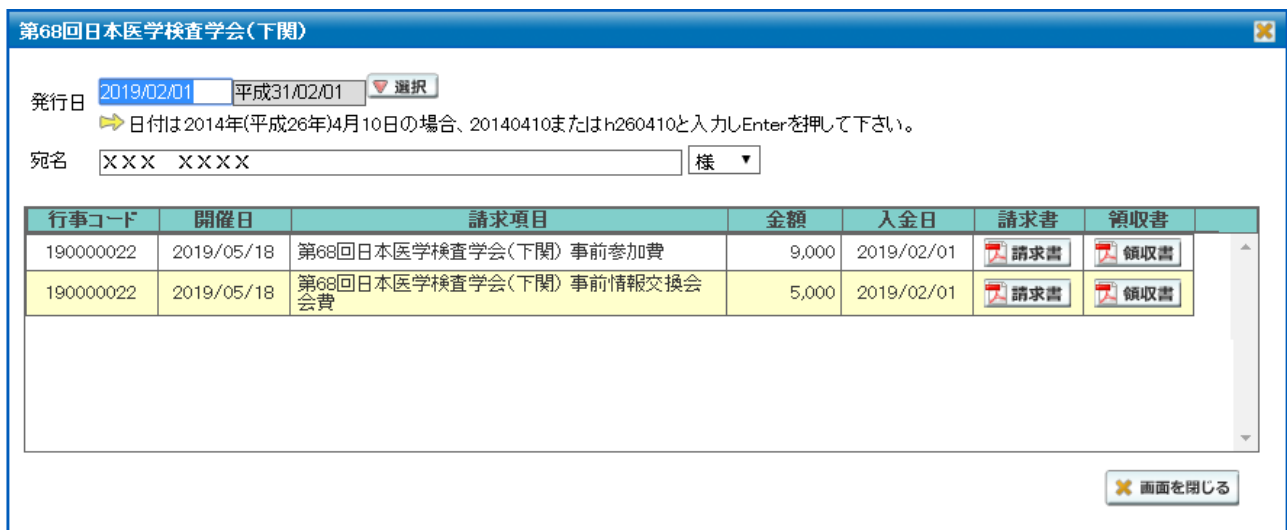 第68回日本医学検査学会(下関)
発行日 2019/02/01 平成31/02/01 選択
日付は2014年(平成26年)4月10日の場合、20140410またはh260410と入力しEnterを押して下さい。
宛名 XXX XXXX 様
行事コード 開催日 請求項目 金額 入金日 請求書 領収書
190000022 2019/05/18 第68回日本医学検査学会(下関) 事前参加費 9,000 2019/02/01 請求書 領収書
190000022 2019/05/18 第68回日本医学検査学会(下関) 事前情報交換会 5,000 2019/02/01 請求書 領収書
会費
画面を閉じる